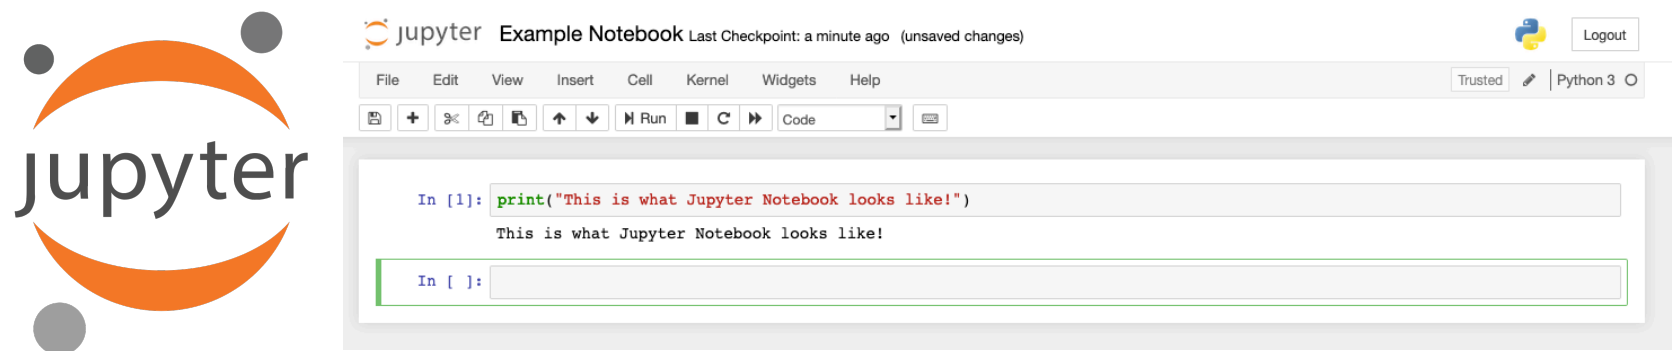 jupyter
jupyter Example Notebook Last Checkpoint: a minute ago (unsaved changes)
Logout
File Edit View Insert Cell Kernel Widgets Help Trusted Python 3
Run Code
In [1]: print("This is what Jupyter Notebook looks like!")
This is what Jupyter Notebook looks like!
In [ ]: